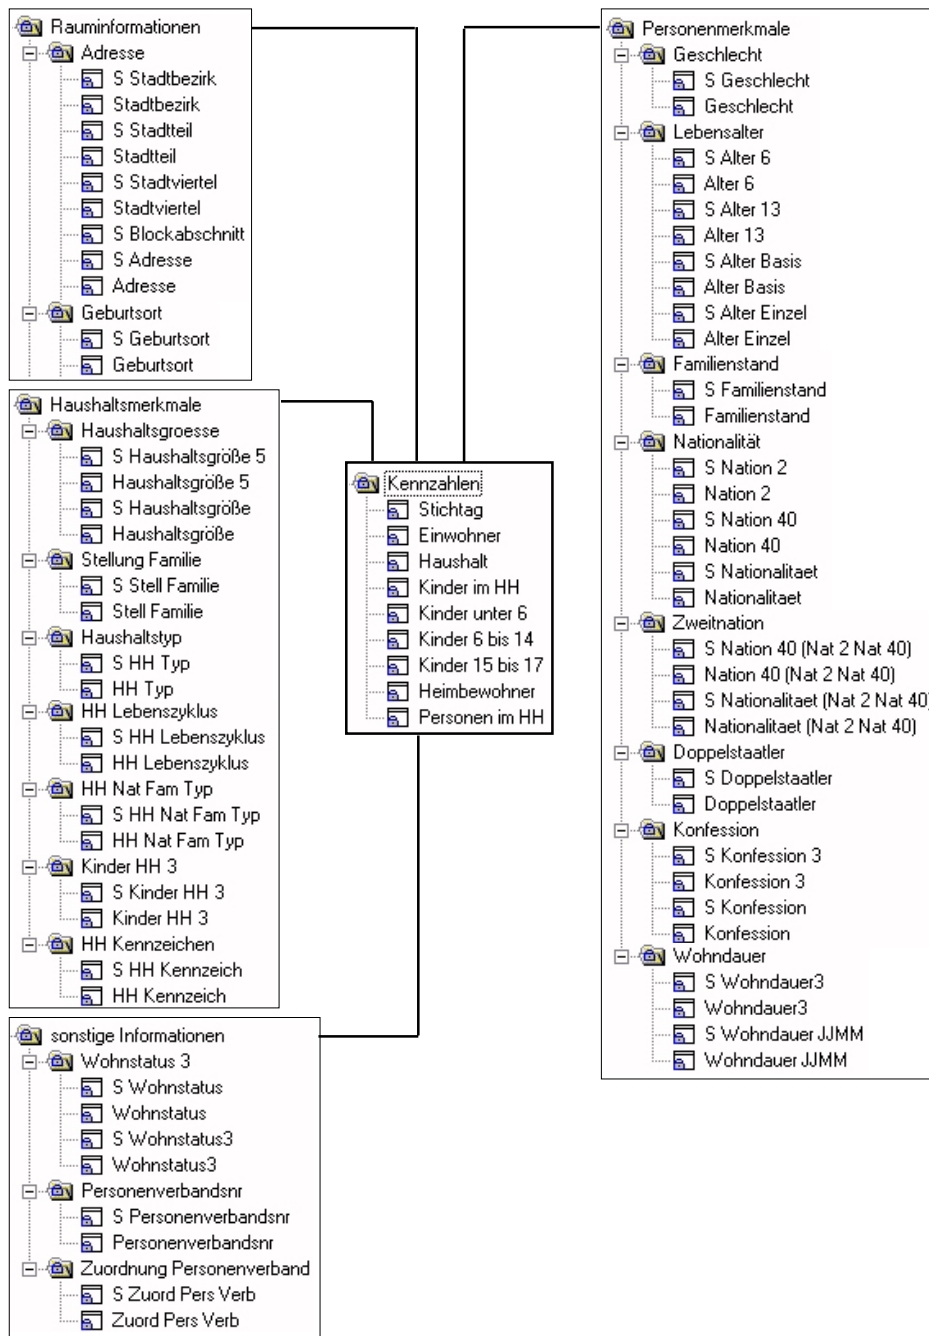 Rauminformationen
Adresse
S Stadtbezirk
Stadtbezirk
S Stadtteil
Stadtteil
S Stadtviertel
Stadtviertel
S Blockabschnitt
S Adresse
Adresse
Geburtsort
S Geburtsort
Geburtsort
Haushaltsmerkmale
Haushaltsgroesse
S Haushaltsgröße 5
Haushaltsgröße 5
S Haushaltsgröße
Haushaltsgröße
Stellung Familie
S Stell Familie
Stell Familie
Haushaltstyp
S HH Typ
HH Typ
HH Lebenszyklus
S HH Lebenszyklus
HH Lebenszyklus
HH Nat Fam Typ
S HH Nat Fam Typ
HH Nat Fam Typ
Kinder HH 3
S Kinder HH 3
Kinder HH 3
HH Kennzeichen
S HH Kennzeich
HH Kennzeich
sonstige Informationen
Wohnstatus 3
S Wohnstatus
Wohnstatus
S Wohnstatus3
Wohnstatus3
Personenverbandsnr
S Personenverbandsnr
Personenverbandsnr
Zuordnung Personenverband
S Zuord Pers Verb
Zuord Pers Verb
Kennzahlen
Stichtag
Einwohner
Haushalt
Kinder im HH
Kinder unter 6
Kinder 6 bis 14
Kinder 15 bis 17
Heimbewohner
Personen im HH
Personenmerkmale
Geschlecht
S Geschlecht
Geschlecht
Lebensalter
S Alter 6
Alter 6
S Alter 13
Alter 13
S Alter Basis
Alter Basis
S Alter Einzel
Alter Einzel
Familienstand
S Familienstand
Familienstand
Nationalität
S Nation 2
Nation 2
S Nation 40
Nation 40
S Nationalitaet
Nationalitaet
Zweitnation
S Nation 40 (Nat 2 Nat 40)
Nation 40 (Nat 2 Nat 40)
S Nationalitaet (Nat 2 Nat 40)
Nationalitaet (Nat 2 Nat 40)
Doppelstaatler
S Doppelstaatler
Doppelstaatler
Konfession
S Konfession 3
Konfession 3
S Konfession
Konfession
Wohndauer
S Wohndauer3
Wohndauer3
S Wohndauer JJMM
Wohndauer JJMM